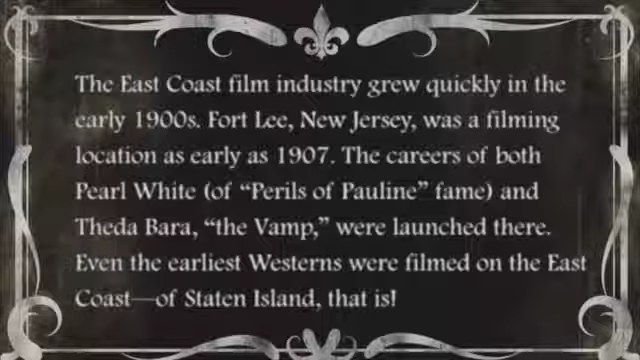 The East Coast film industry grew quickly in the
early 1900s. Fort Lee, New Jersey, was a filming
location as early as 1907. The careers of both
Pearl White (of “Perils of Pauline” fame) and
Theda Bara, “the Vamp,” were launched there.
Even the earliest Westerns were filmed on the East
Coast—of Staten Island, that is!